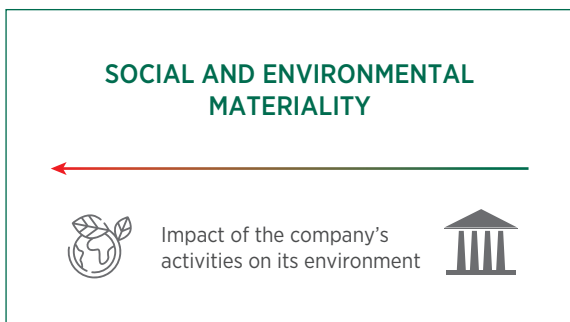 SOCIAL AND ENVIRONMENTAL
MATERIALITY
Impact of the company’s
activities on its environment